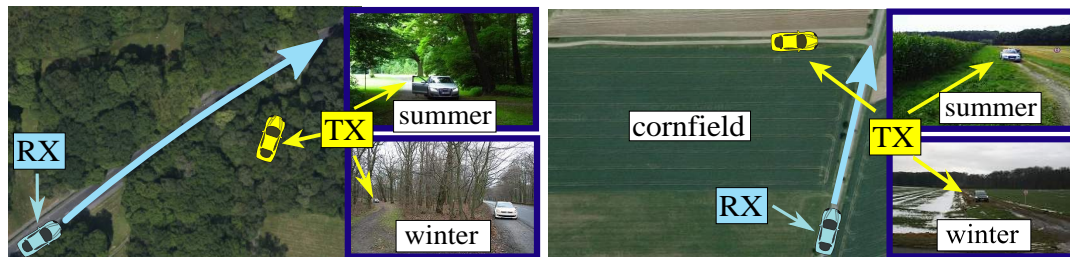 RX
TX
summer
winter
cornfield
RX
TX
summer
winter